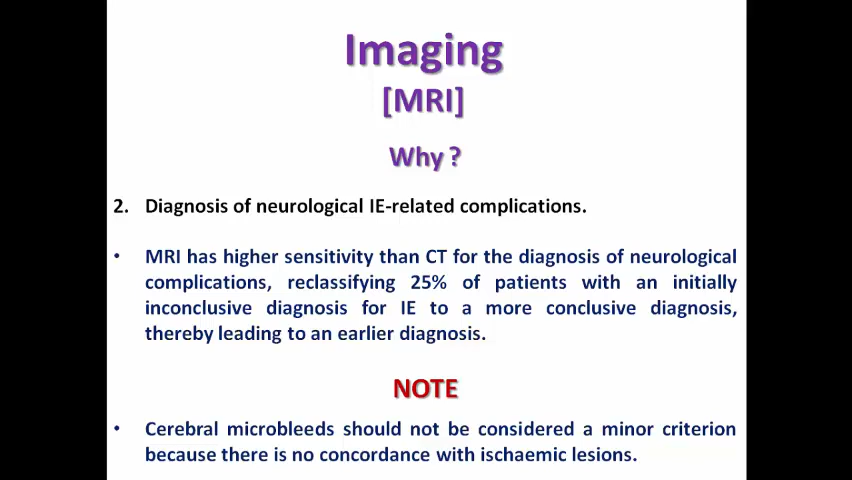 Imaging
[MRI]
Why ?
2. Diagnosis of neurological IE-related complications.
• MRI has higher sensitivity than CT for the diagnosis of neurological
complications, reclassifying 25% of patients with an initially
inconclusive diagnosis for IE to a more conclusive diagnosis,
thereby leading to an earlier diagnosis.
NOTE
• Cerebral microbleeds should not be considered a minor criterion
because there is no concordance with ischaemic lesions.